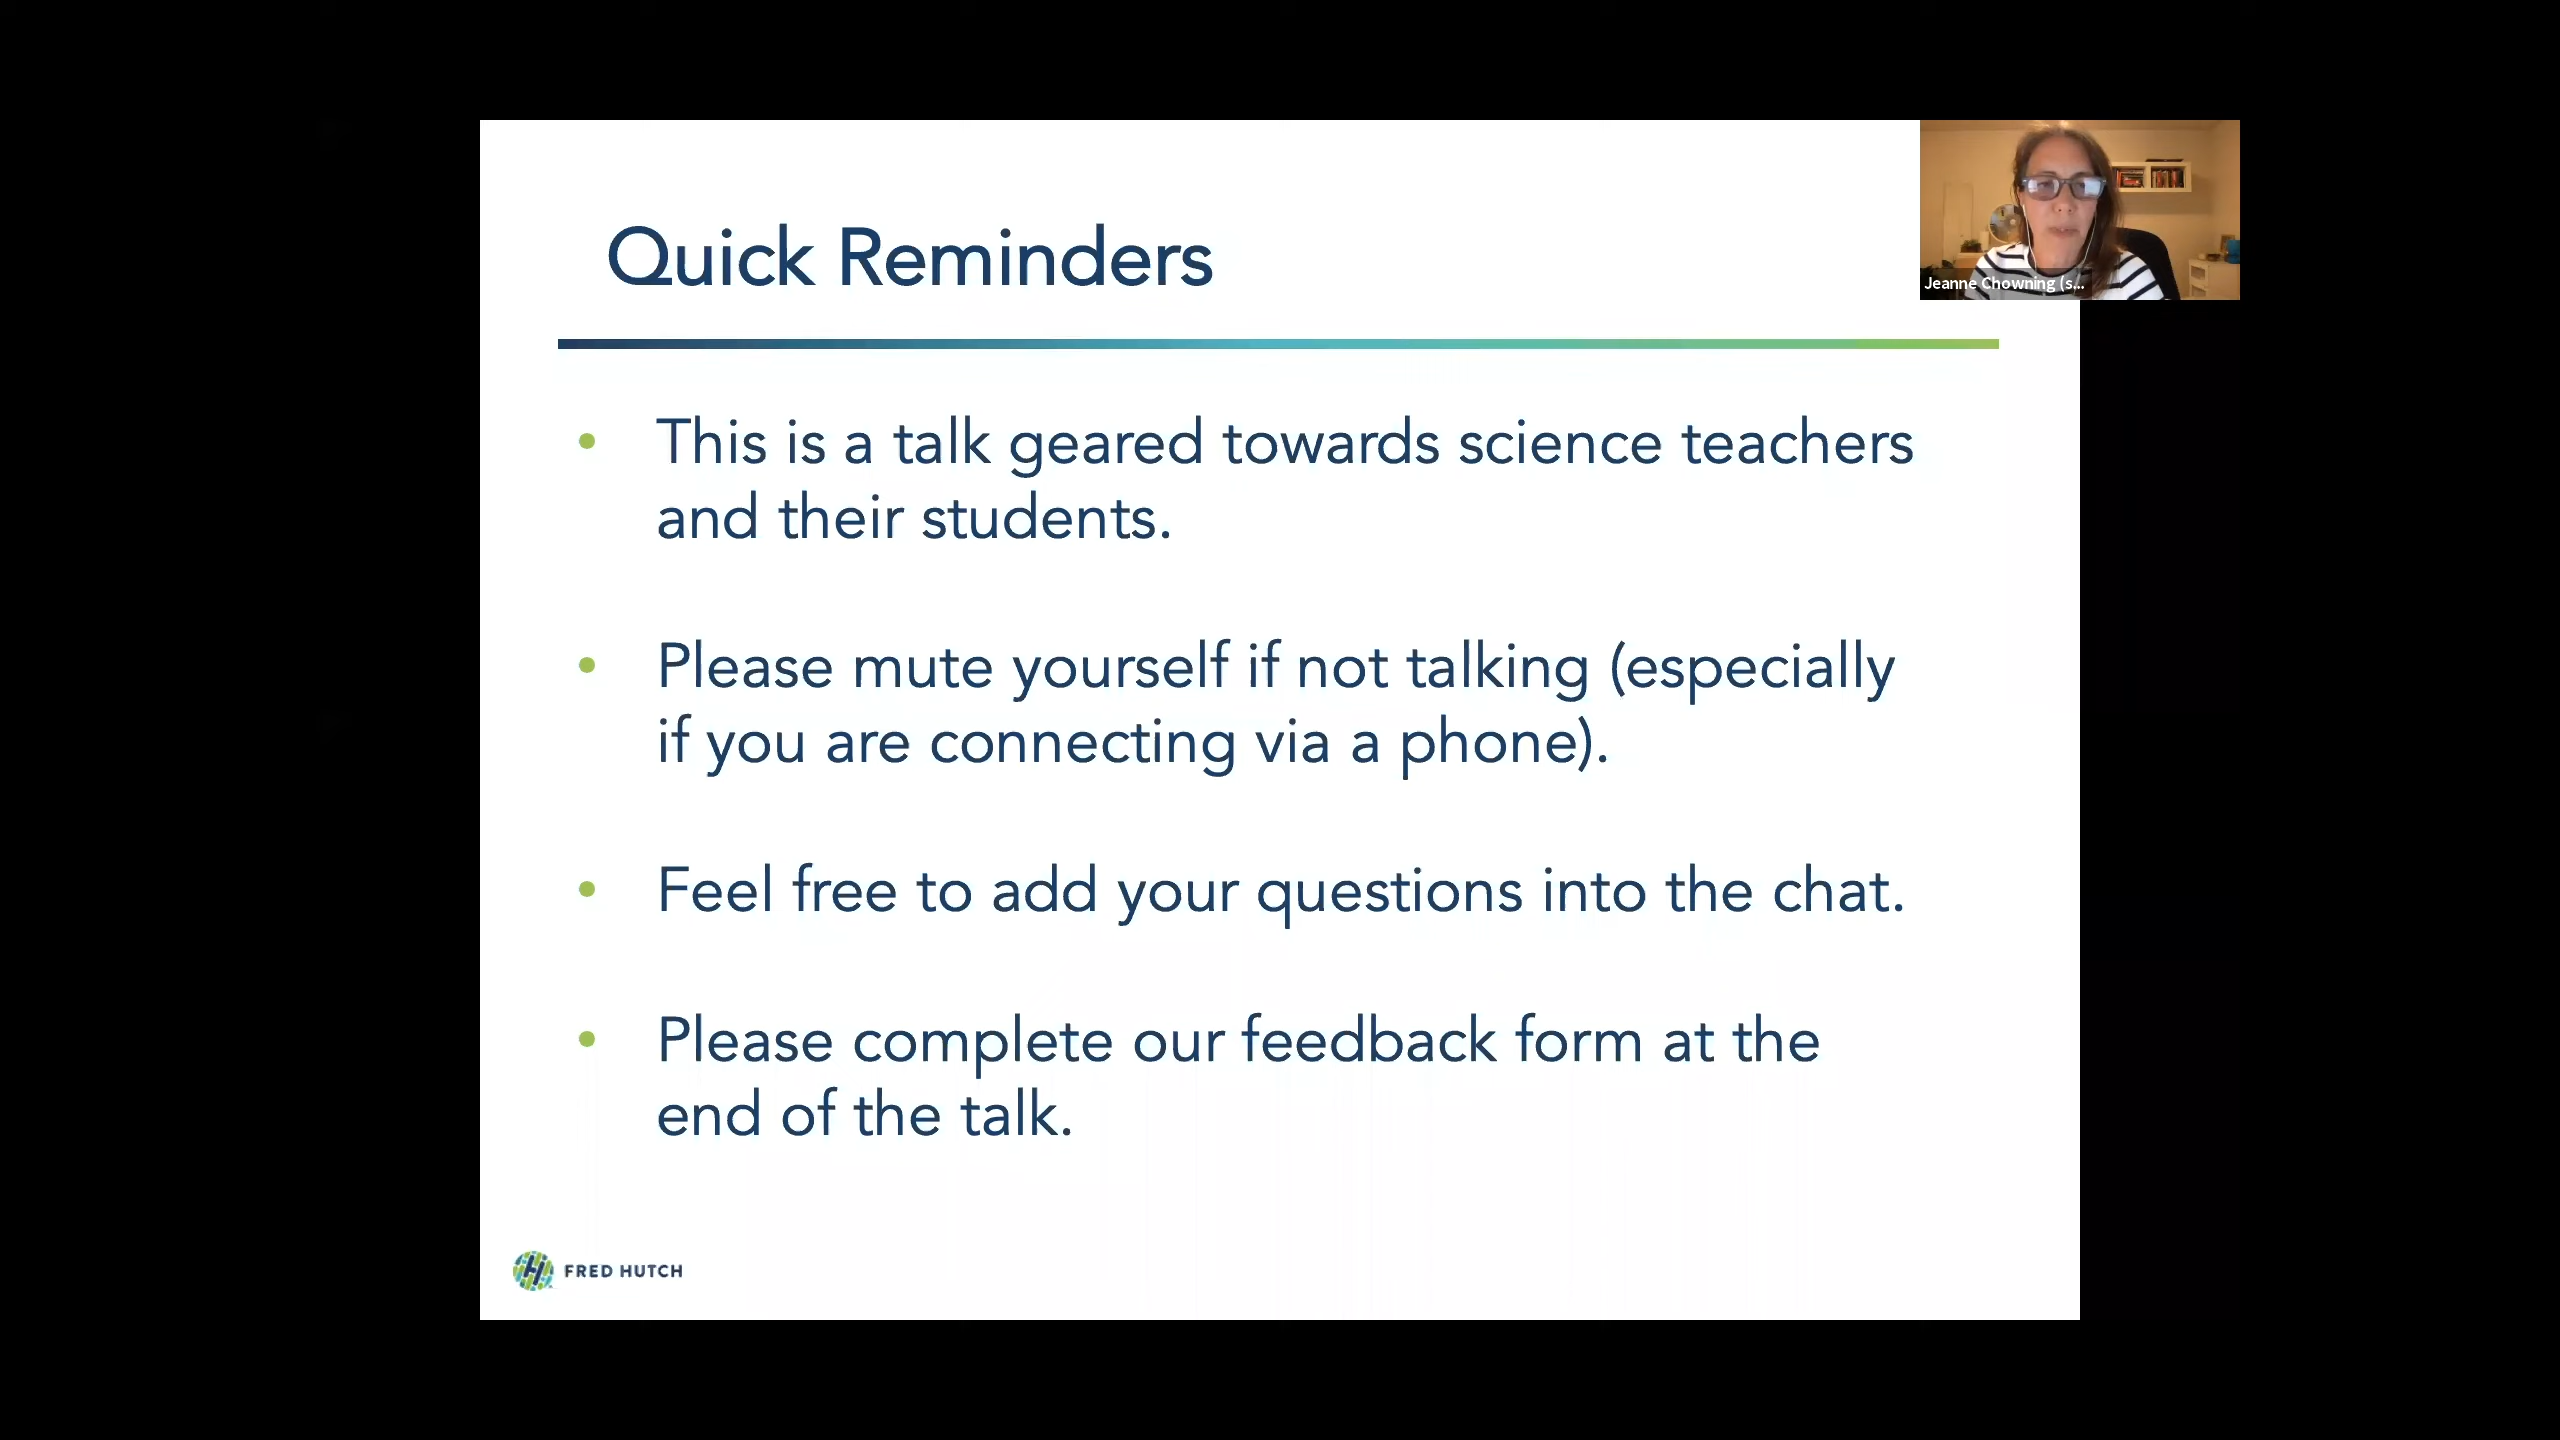 Quick Reminders
Jeanne Chowning (s...
• This is a talk geared towards science teachers
and their students.
• Please mute yourself if not talking (especially
if you are connecting via a phone).
• Feel free to add your questions into the chat.
• Please complete our feedback form at the
end of the talk.
FRED HUTCH